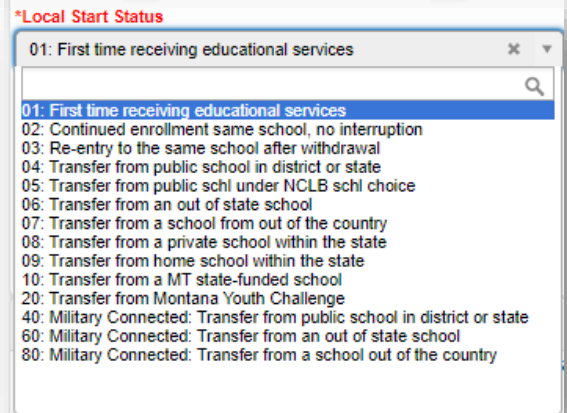 *Local Start Status
01: First time receiving educational services
01: First time receiving educational services
02: Continued enrollment same school, no interruption
03: Re-entry to the same school after withdrawal
04: Transfer from public school in district or state
05: Transfer from public schl under NCLB schl choice
06: Transfer from an out of state school
07: Transfer from a school from out of the country
08: Transfer from a private school within the state
09: Transfer from home school within the state
10: Transfer from a MT state-funded school
20: Transfer from Montana Youth Challenge
40: Military Connected: Transfer from public school in district or state
60: Military Connected: Transfer from an out of state school
80: Military Connected: Transfer from a school out of the country